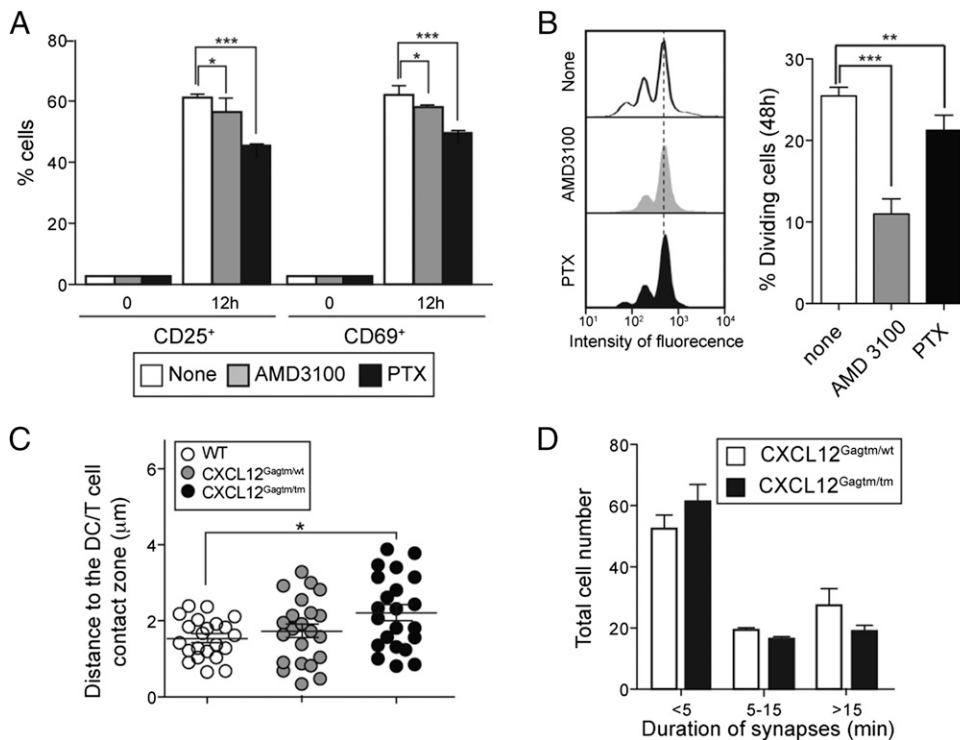 A
% cells
80
60
40
20
0
***
*
***
*
0
12h
0
12h
CD25⁺
CD69⁺
None
AMD3100
PTX
B
None
AMD3100
PTX
10¹
10²
10³
10⁴
Intensity of fluorecence
% Dividing cells (48h)
30
20
10
0
**
***
none
AMD 3100
PTX
C
Distance to the DC/T cell
contact zone (μm)
6
4
2
0
WT
CXCL12Gagtm/wt
CXCL12Gagtm/tm
*
D
Total cell number
80
60
40
20
0
CXCL12Gagtm/wt
CXCL12Gagtm/tm
<5
5-15
>15
Duration of synapses (min)